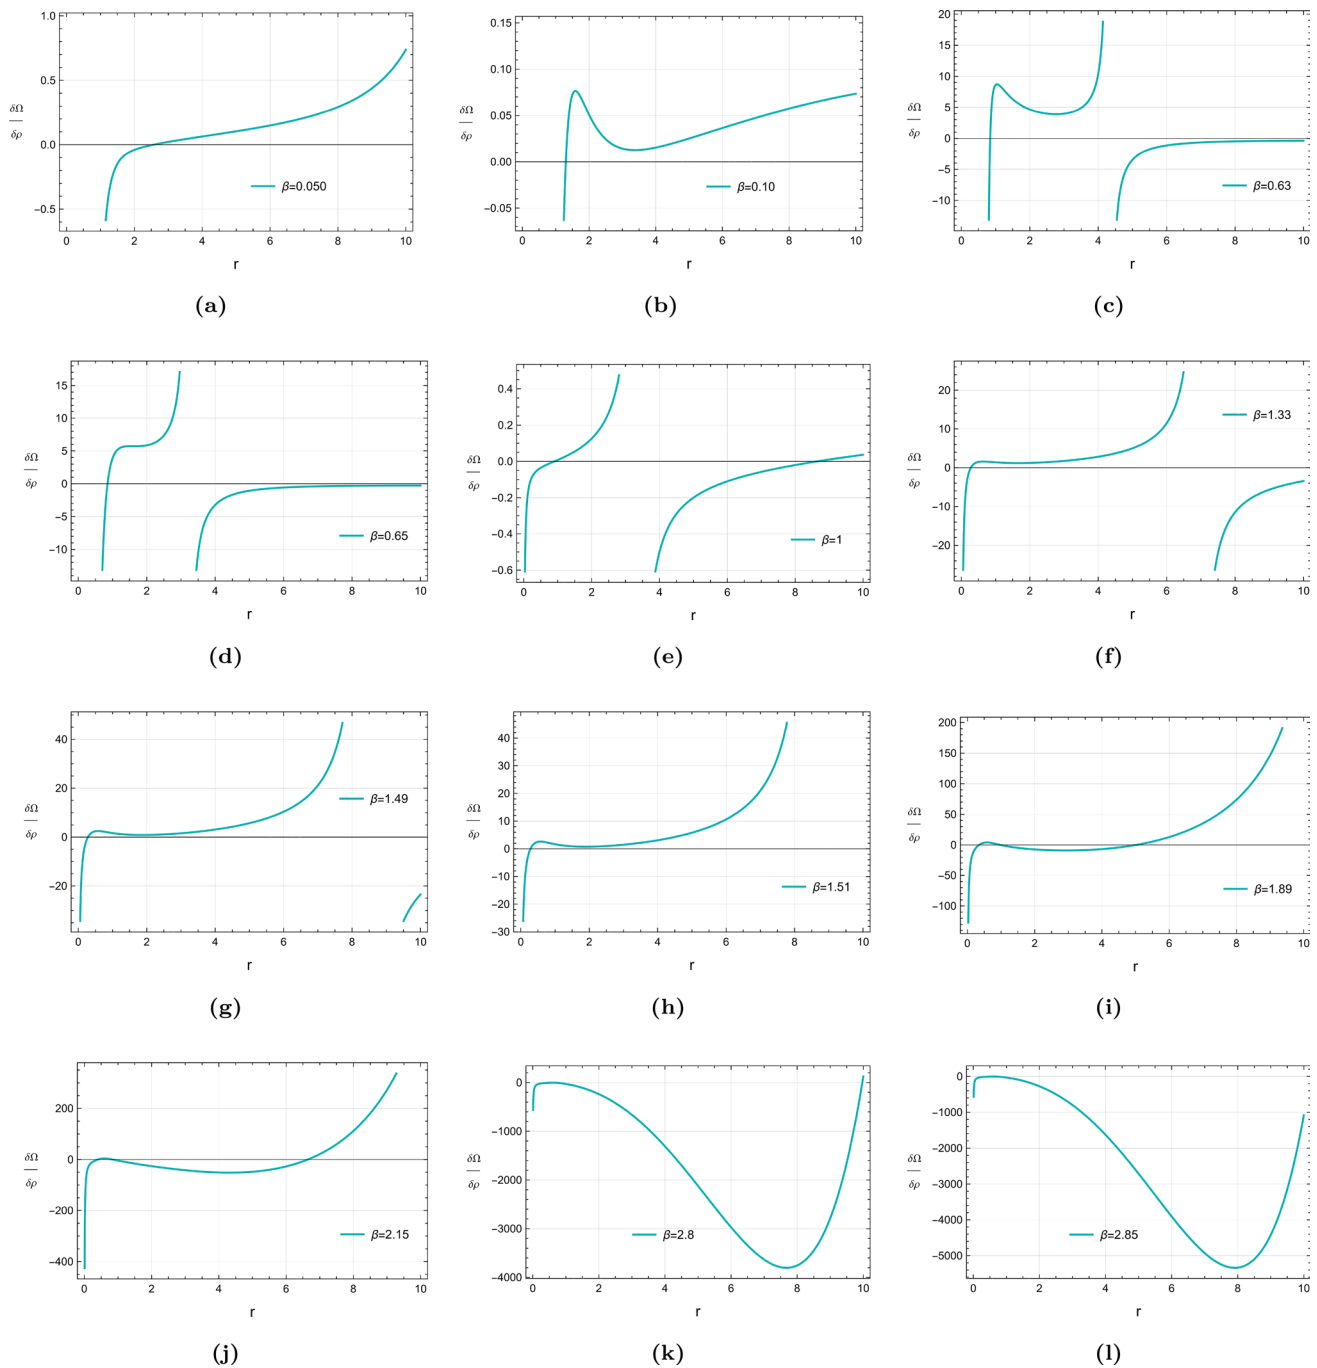 1.0
0.5
0.0
−0.5
δΩ
δρ
β=0.050
0 2 4 6 8 10
r
(a)
0.15
0.10
0.05
0.00
−0.05
δΩ
δρ
β=0.10
0 2 4 6 8 10
r
(b)
20
15
10
5
0
−5
−10
δΩ
δρ
β=0.63
0 2 4 6 8 10
r
(c)
15
10
5
0
−5
−10
δΩ
δρ
β=0.65
0 2 4 6 8 10
r
(d)
0.4
0.2
0.0
−0.2
−0.4
−0.6
δΩ
δρ
β=1
0 2 4 6 8 10
r
(e)
20
10
0
−10
−20
δΩ
δρ
β=1.33
0 2 4 6 8 10
r
(f)
40
20
0
−20
δΩ
δρ
β=1.49
0 2 4 6 8 10
r
(g)
40
30
20
10
0
−10
−20
−30
δΩ
δρ
β=1.51
0 2 4 6 8 10
r
(h)
200
150
100
50
0
−50
−100
δΩ
δρ
β=1.89
0 2 4 6 8 10
r
(i)
200
0
−200
−400
δΩ
δρ
β=2.15
0 2 4 6 8 10
r
(j)
0
−1000
−2000
−3000
−4000
δΩ
δρ
β=2.8
0 2 4 6 8 10
r
(k)
0
−1000
−2000
−3000
−4000
−5000
δΩ
δρ
β=2.85
0 2 4 6 8 10
r
(l)